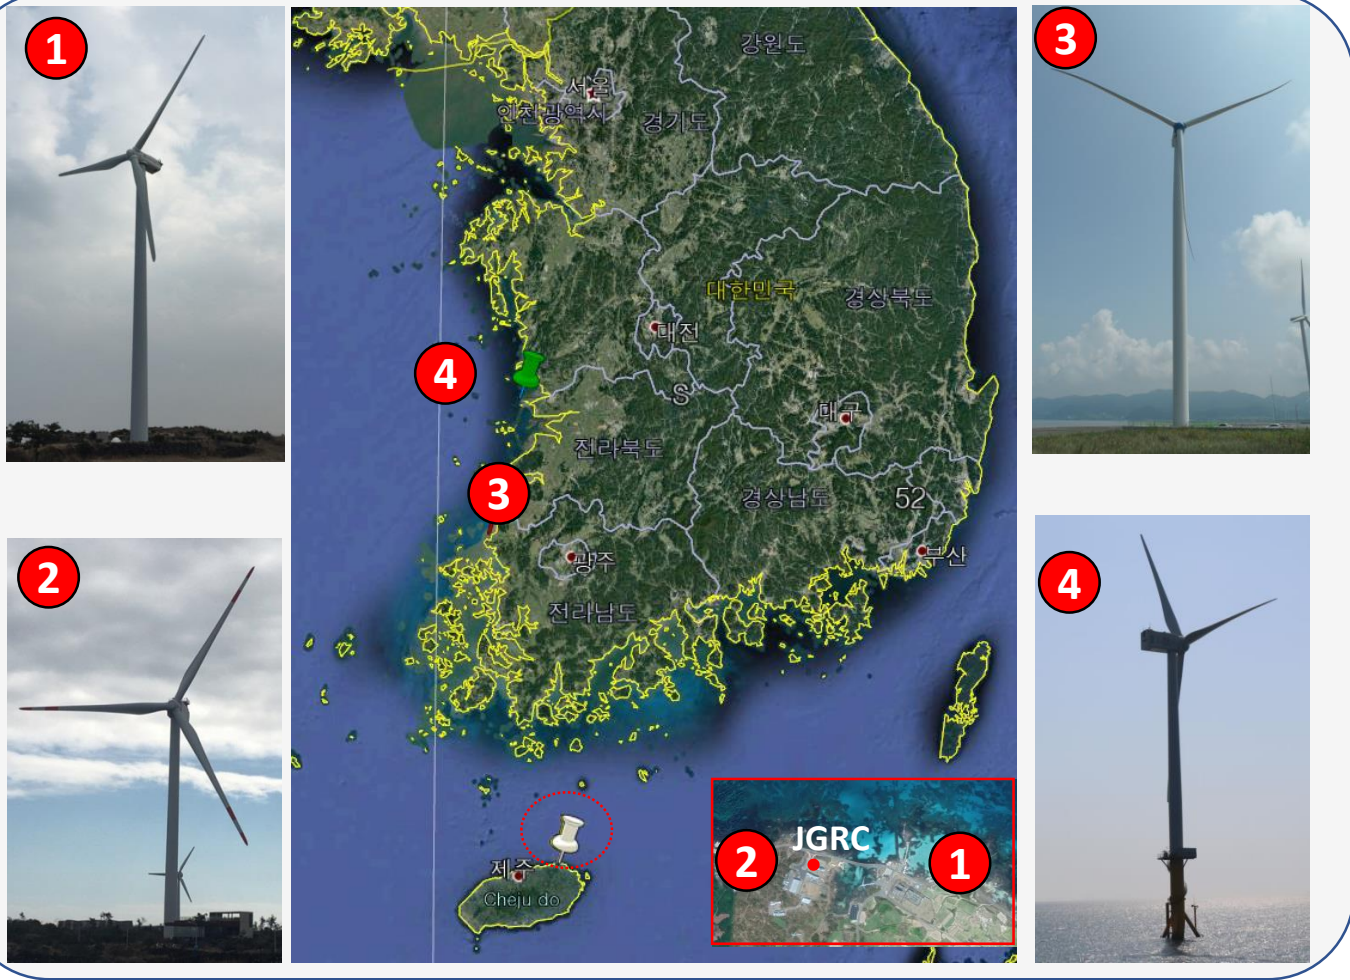 1
3
강원도
서울
인천광역시
경기도
대한민국
경상북도
대전
4
S
대구
전라북도
3
경상남도
52
2
광주
부산
4
전라남도
JGRC
2
1
제주
Cheju do